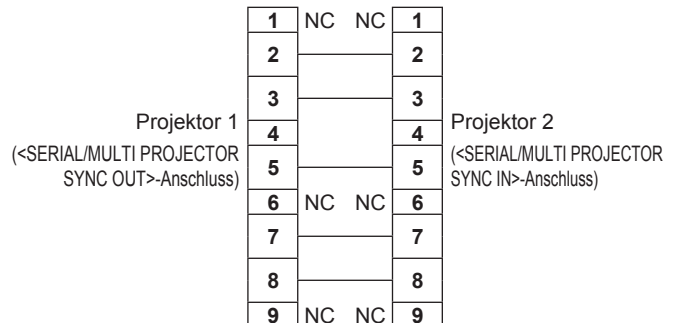 1 NC NC 1
2 2
3 3
Projektor 1
(<SERIAL/MULTI PROJECTOR
SYNC OUT>-Anschluss)
4 4
Projektor 2
(<SERIAL/MULTI PROJECTOR
SYNC IN>-Anschluss)
5 5
6 NC NC 6
7 7
8 8
9 NC NC 9